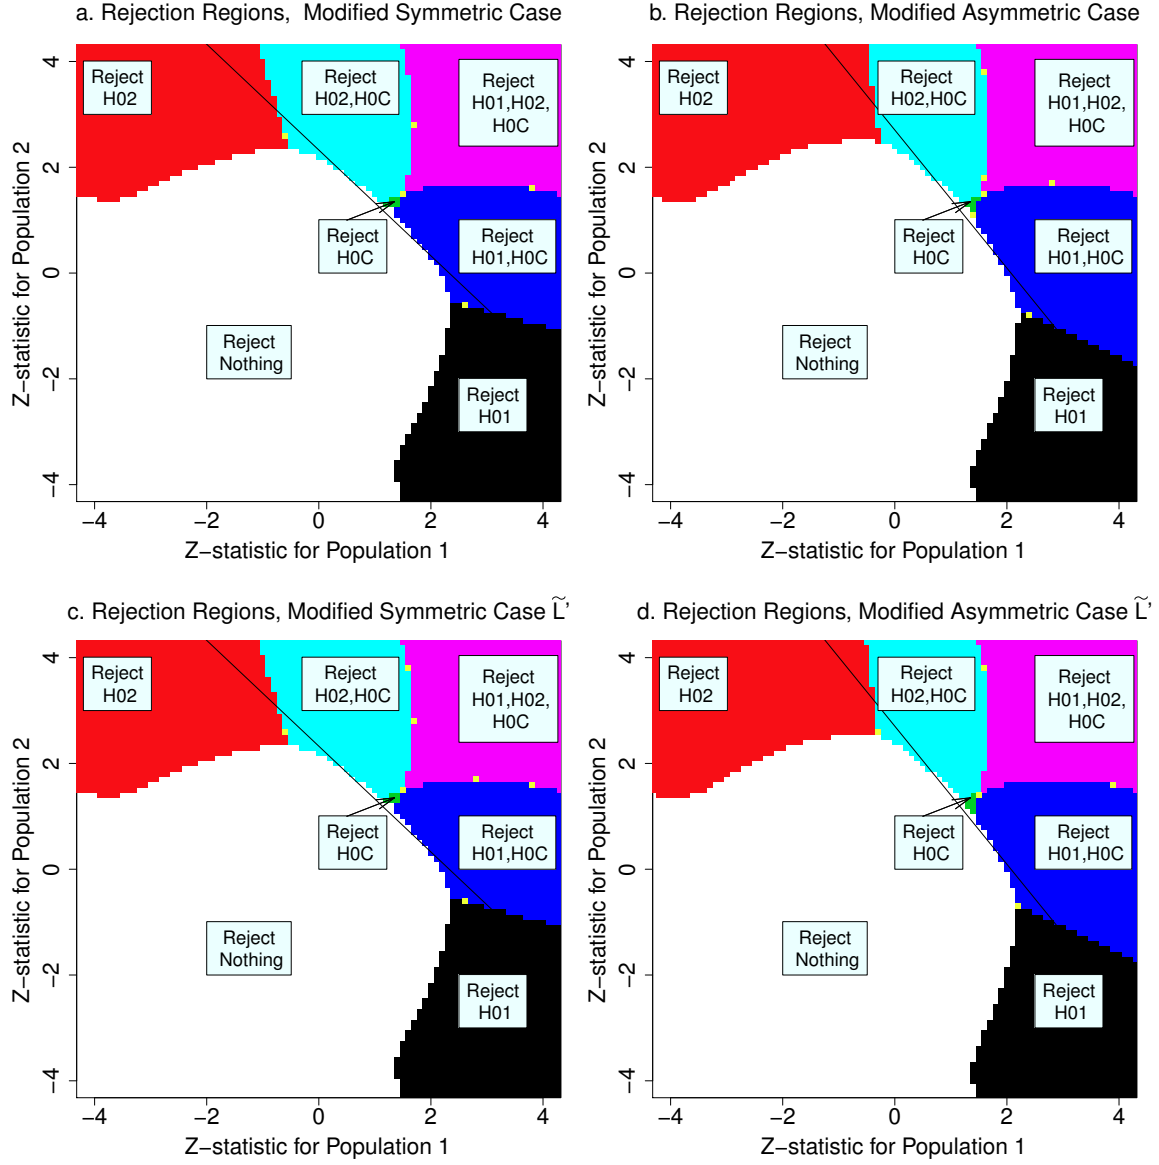 a. Rejection Regions,  Modified Symmetric Case
Z−statistic for Population 2
4
2
0
−2
−4
Reject
H02
Reject
H02,H0C
Reject
H01,H02,
H0C
Reject
H0C
Reject
H01,H0C
Reject
Nothing
Reject
H01
−4 −2 0 2 4
Z−statistic for Population 1
b. Rejection Regions, Modified Asymmetric Case
Z−statistic for Population 2
4
2
0
−2
−4
Reject
H02
Reject
H02,H0C
Reject
H01,H02,
H0C
Reject
H0C
Reject
H01,H0C
Reject
Nothing
Reject
H01
−4 −2 0 2 4
Z−statistic for Population 1
c. Rejection Regions, Modified Symmetric Case L̃’
Z−statistic for Population 2
4
2
0
−2
−4
Reject
H02
Reject
H02,H0C
Reject
H01,H02,
H0C
Reject
H0C
Reject
H01,H0C
Reject
Nothing
Reject
H01
−4 −2 0 2 4
Z−statistic for Population 1
d. Rejection Regions, Modified Asymmetric Case L̃’
Z−statistic for Population 2
4
2
0
−2
−4
Reject
H02
Reject
H02,H0C
Reject
H01,H02,
H0C
Reject
H0C
Reject
H01,H0C
Reject
Nothing
Reject
H01
−4 −2 0 2 4
Z−statistic for Population 1